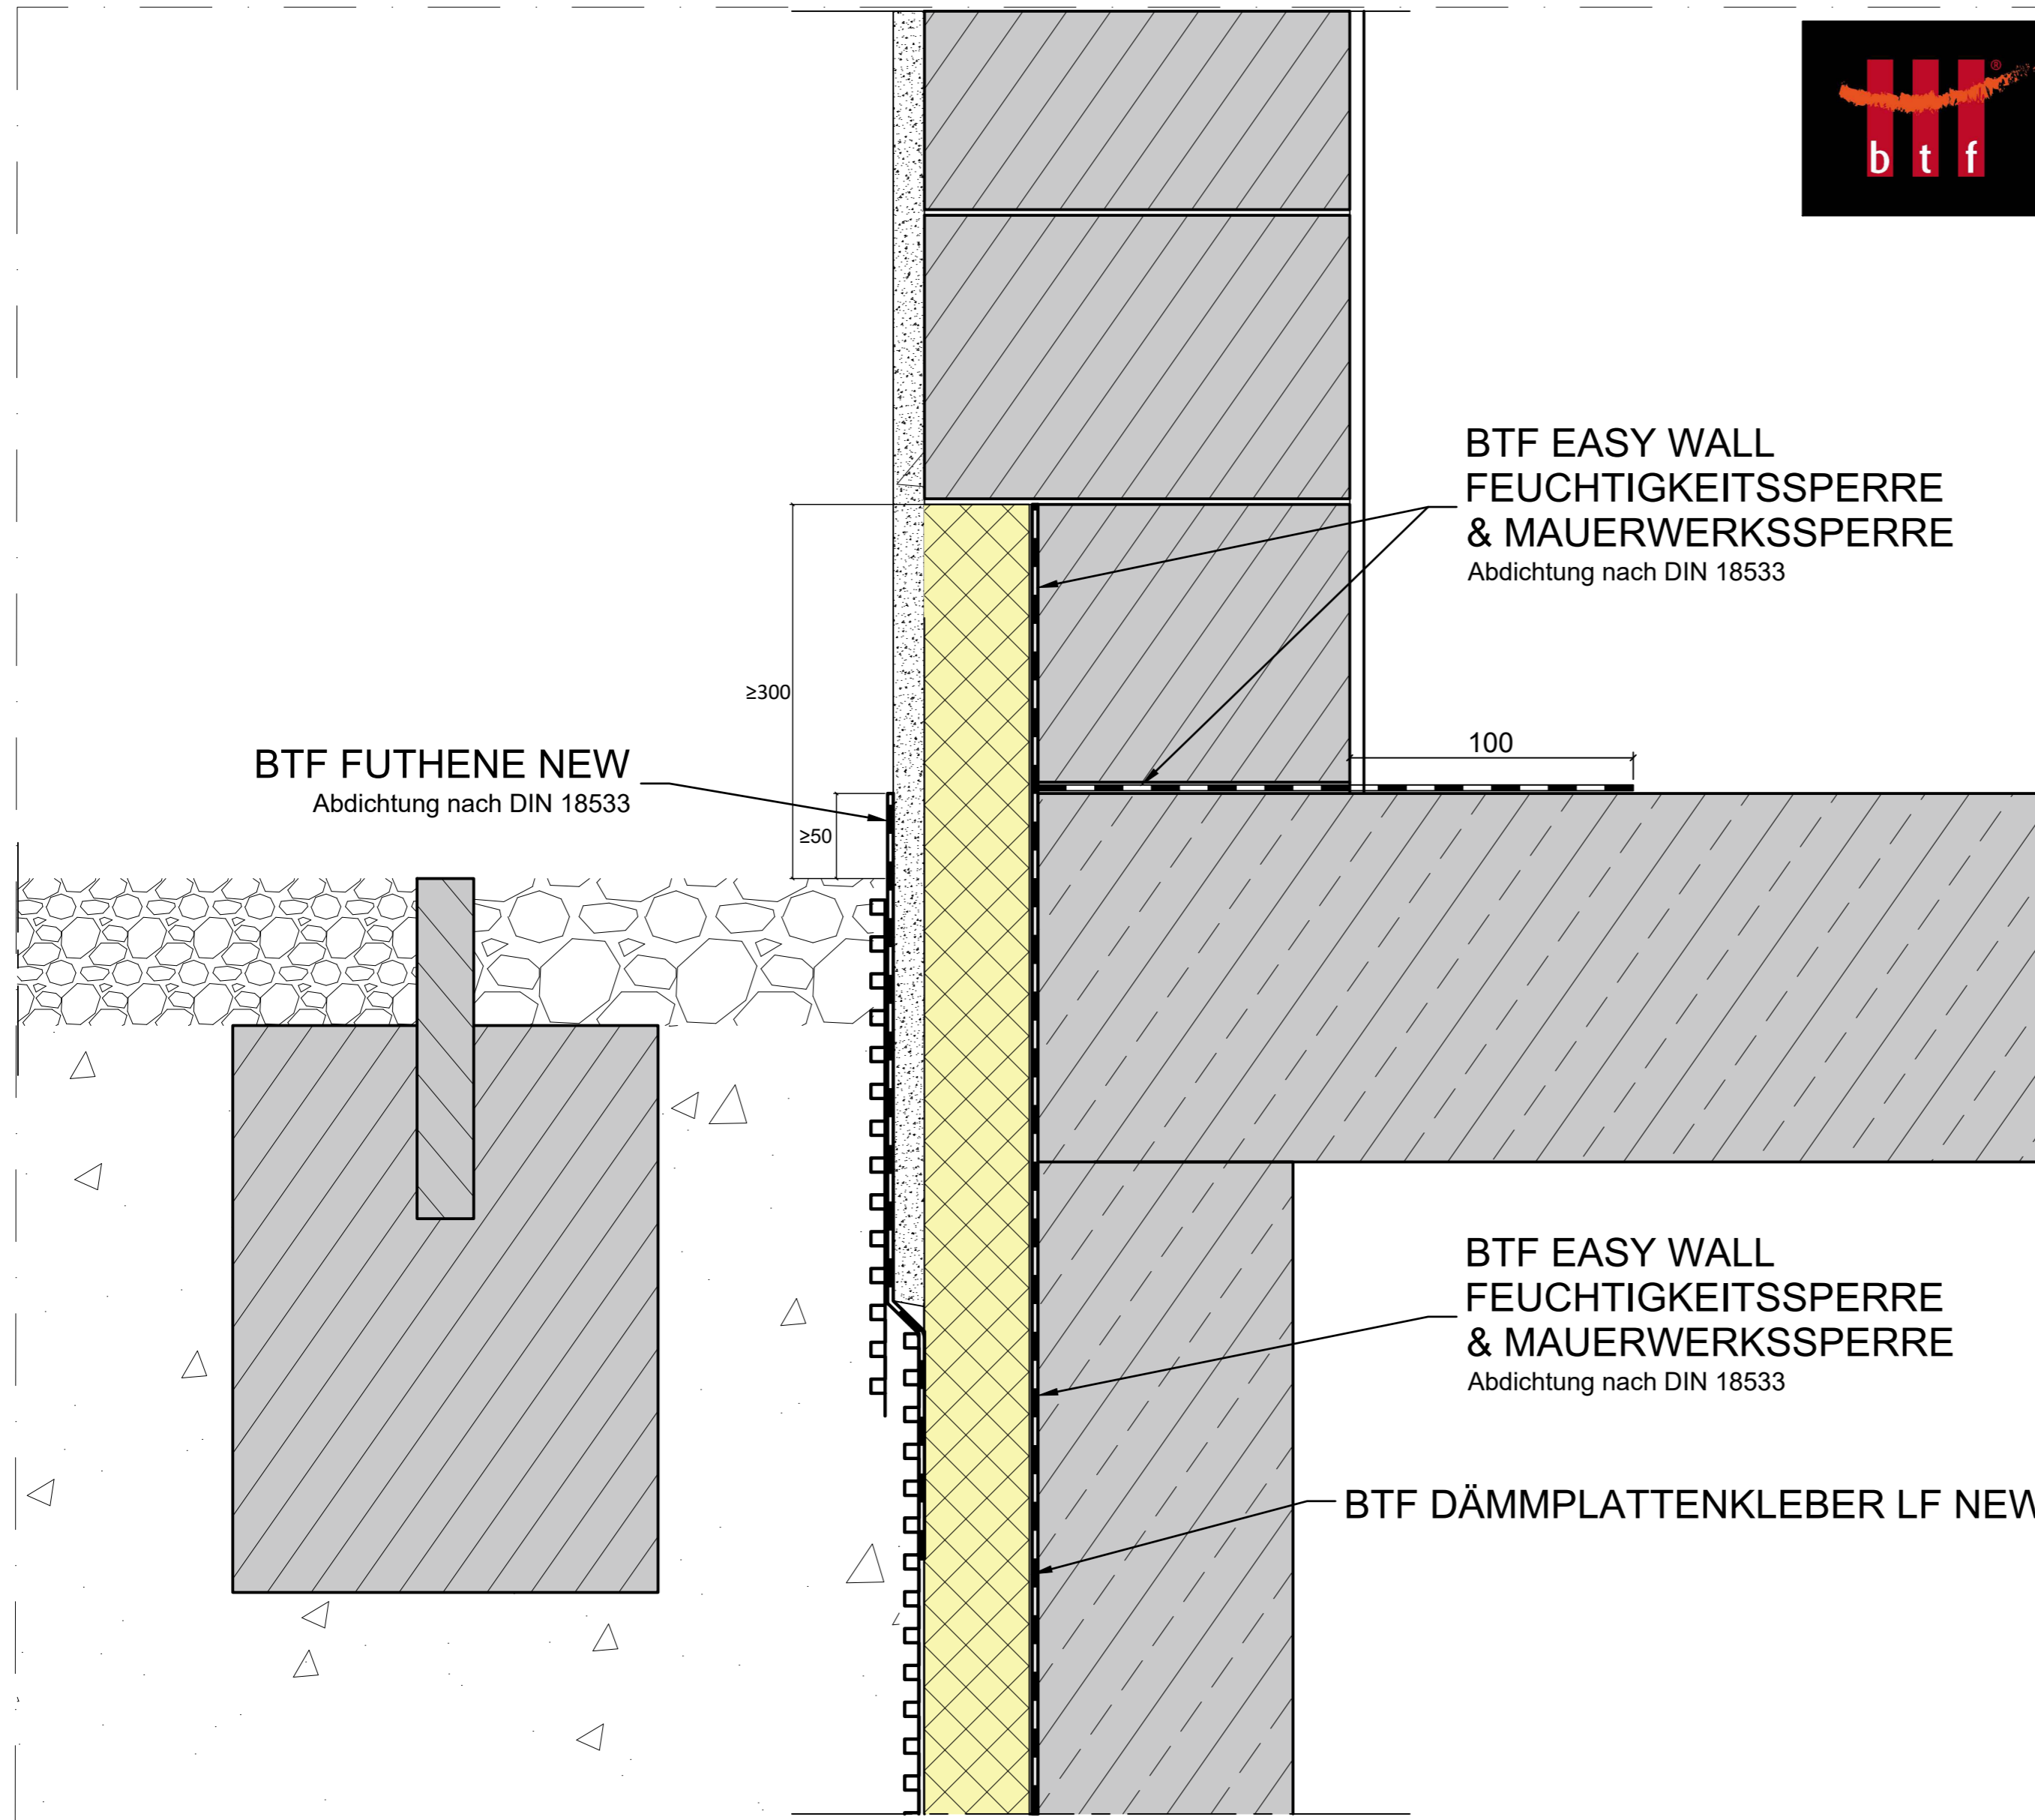 b t f
®
BTF EASY WALL
FEUCHTIGKEITSSPERRE
& MAUERWERKSSPERRE
Abdichtung nach DIN 18533
≥300
100
BTF FUTHENE NEW
Abdichtung nach DIN 18533
≥50
BTF EASY WALL
FEUCHTIGKEITSSPERRE
& MAUERWERKSSPERRE
Abdichtung nach DIN 18533
BTF DÄMMPLATTENKLEBER LF NEW